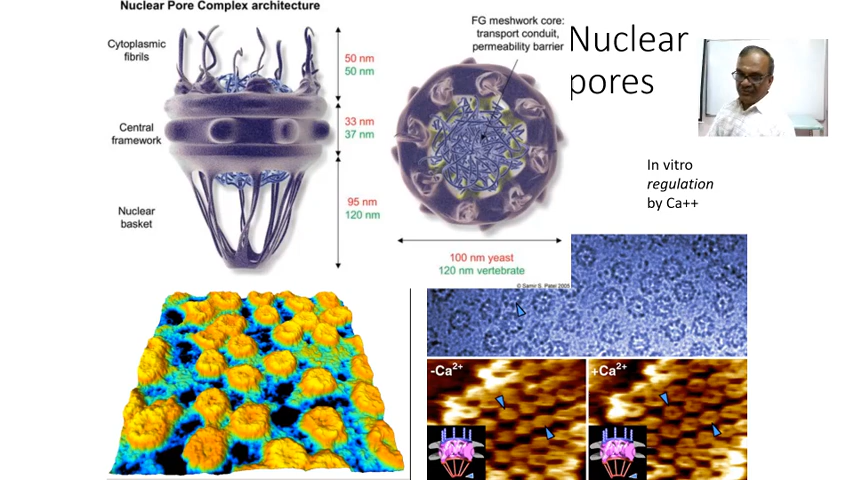 Nuclear Pore Complex architecture
Cytoplasmic
fibrils
50 nm
50 nm
Central
framework
33 nm
37 nm
Nuclear
basket
95 nm
120 nm
FG meshwork core:
transport conduit,
permeability barrier
100 nm yeast
120 nm vertebrate
© Samir S. Patel 2005
Nuclear
pores
In vitro
regulation
by Ca++
-Ca²⁺
+Ca²⁺